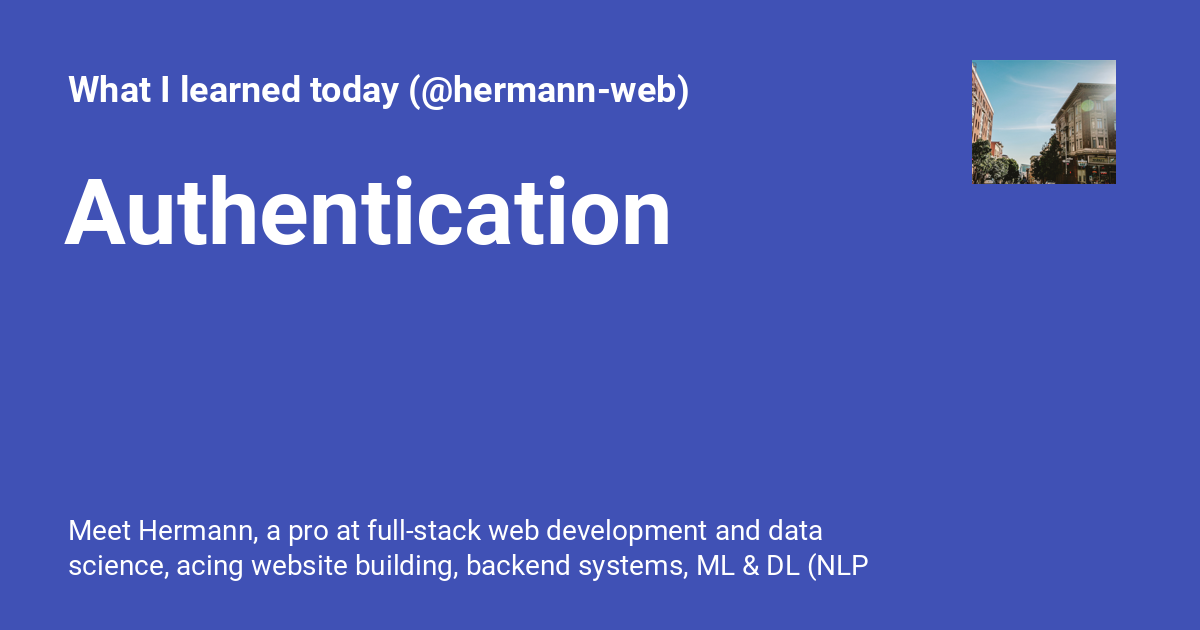 What I learned today (@hermann-web)
Authentication
Meet Hermann, a pro at full-stack web development and data
science, acing website building, backend systems, ML & DL (NLP